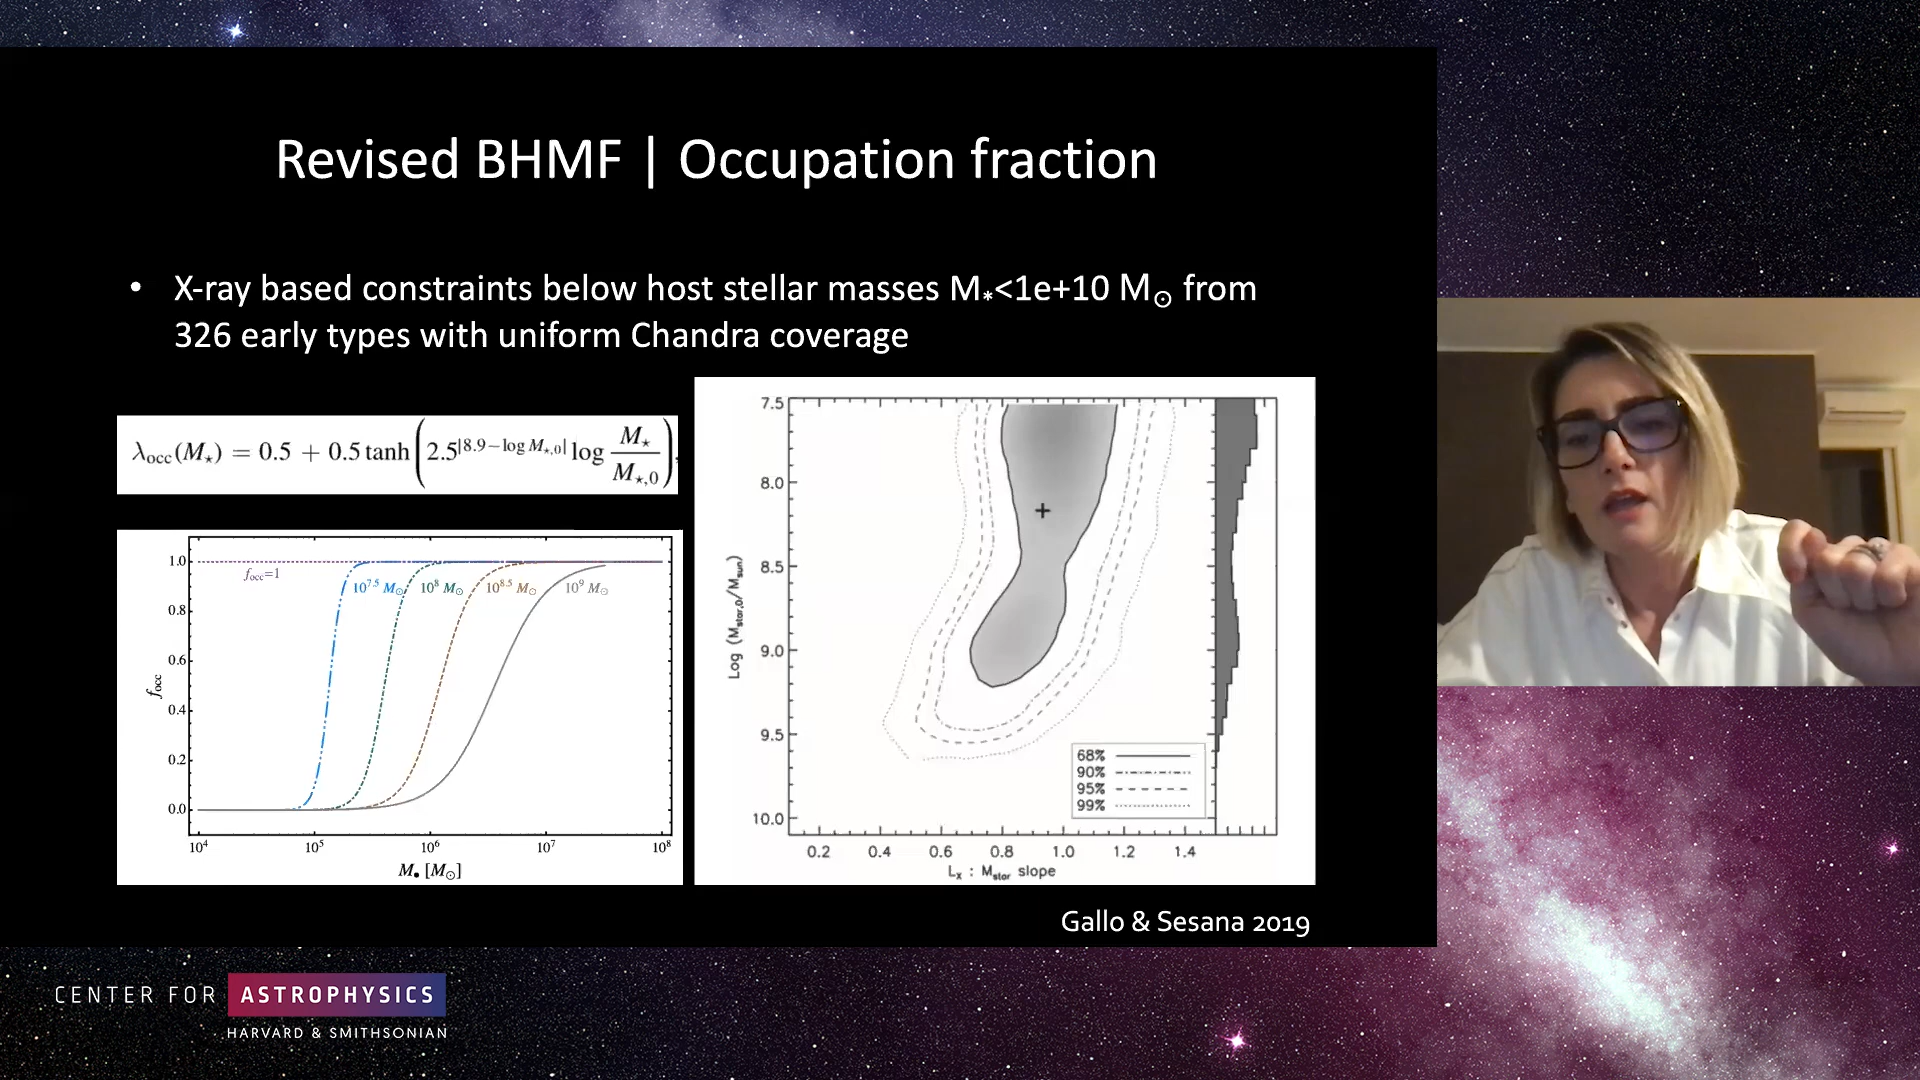 Revised BHMF | Occupation fraction
• X-ray based constraints below host stellar masses M*<1e+10 M⊙ from
326 early types with uniform Chandra coverage
λocc(M⋆) = 0.5 + 0.5 tanh (2.5^|8.9−log M⋆,0| log M⋆/M⋆,0),
1.0
0.8
0.6
0.4
0.2
0.0
focc
focc=1
10^7.5 M⊙ 10^8 M⊙ 10^8.5 M⊙ 10^9 M⊙
10^4 10^5 10^6 10^7 10^8
M• [M⊙]
7.5
8.0
8.5
9.0
9.5
10.0
Log (Mstar,0/Msun)
68%
90%
95%
99%
0.2 0.4 0.6 0.8 1.0 1.2 1.4
Lx : Mstar slope
Gallo & Sesana 2019
CENTER FOR ASTROPHYSICS
HARVARD & SMITHSONIAN